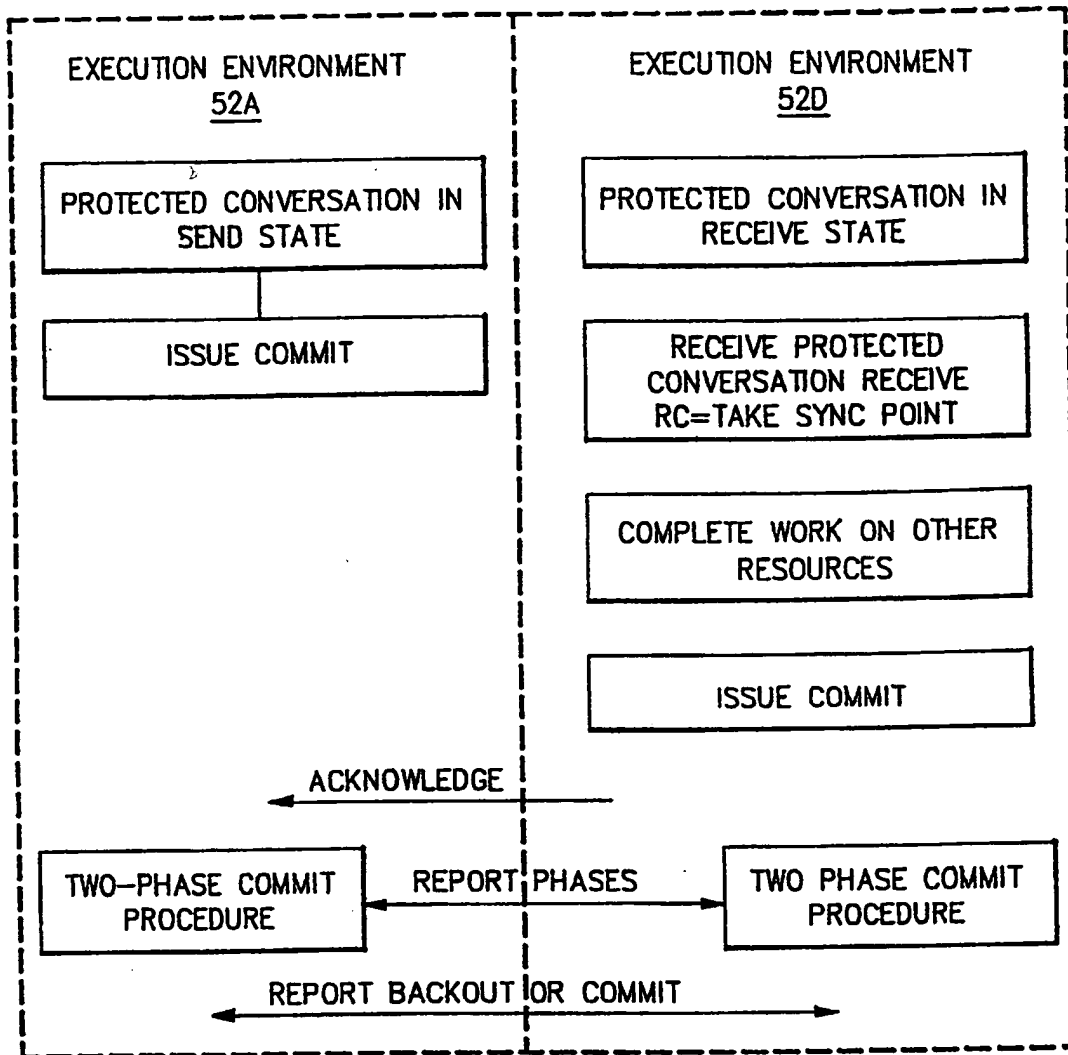 EXECUTION ENVIRONMENT
52A
PROTECTED CONVERSATION IN
SEND STATE
ISSUE COMMIT
EXECUTION ENVIRONMENT
52D
PROTECTED CONVERSATION IN
RECEIVE STATE
RECEIVE PROTECTED
CONVERSATION RECEIVE
RC=TAKE SYNC POINT
COMPLETE WORK ON OTHER
RESOURCES
ISSUE COMMIT
ACKNOWLEDGE
TWO-PHASE COMMIT
PROCEDURE
REPORT PHASES
TWO PHASE COMMIT
PROCEDURE
REPORT BACKOUT OR COMMIT